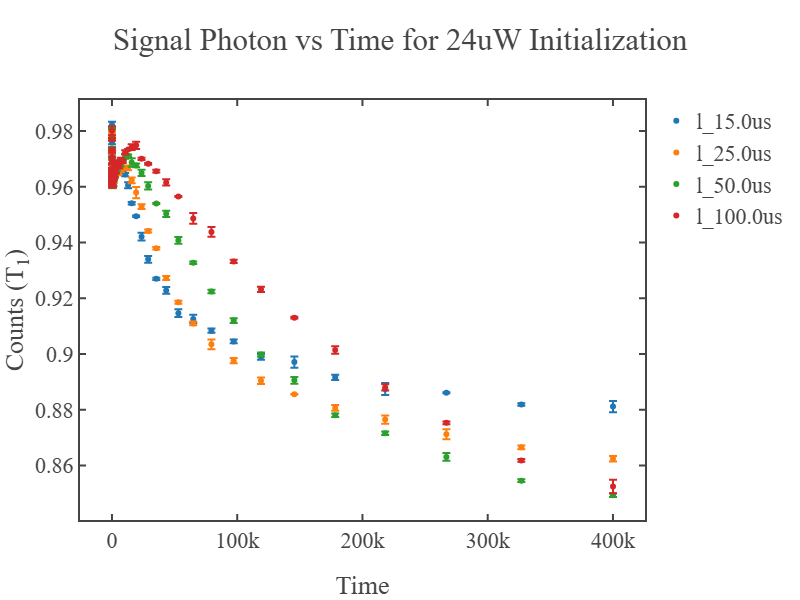 Signal Photon vs Time for 24uW Initialization
l_15.0us
l_25.0us
l_50.0us
l_100.0us
Counts (T1)
0.98
0.96
0.94
0.92
0.9
0.88
0.86
0
100k
200k
300k
400k
Time